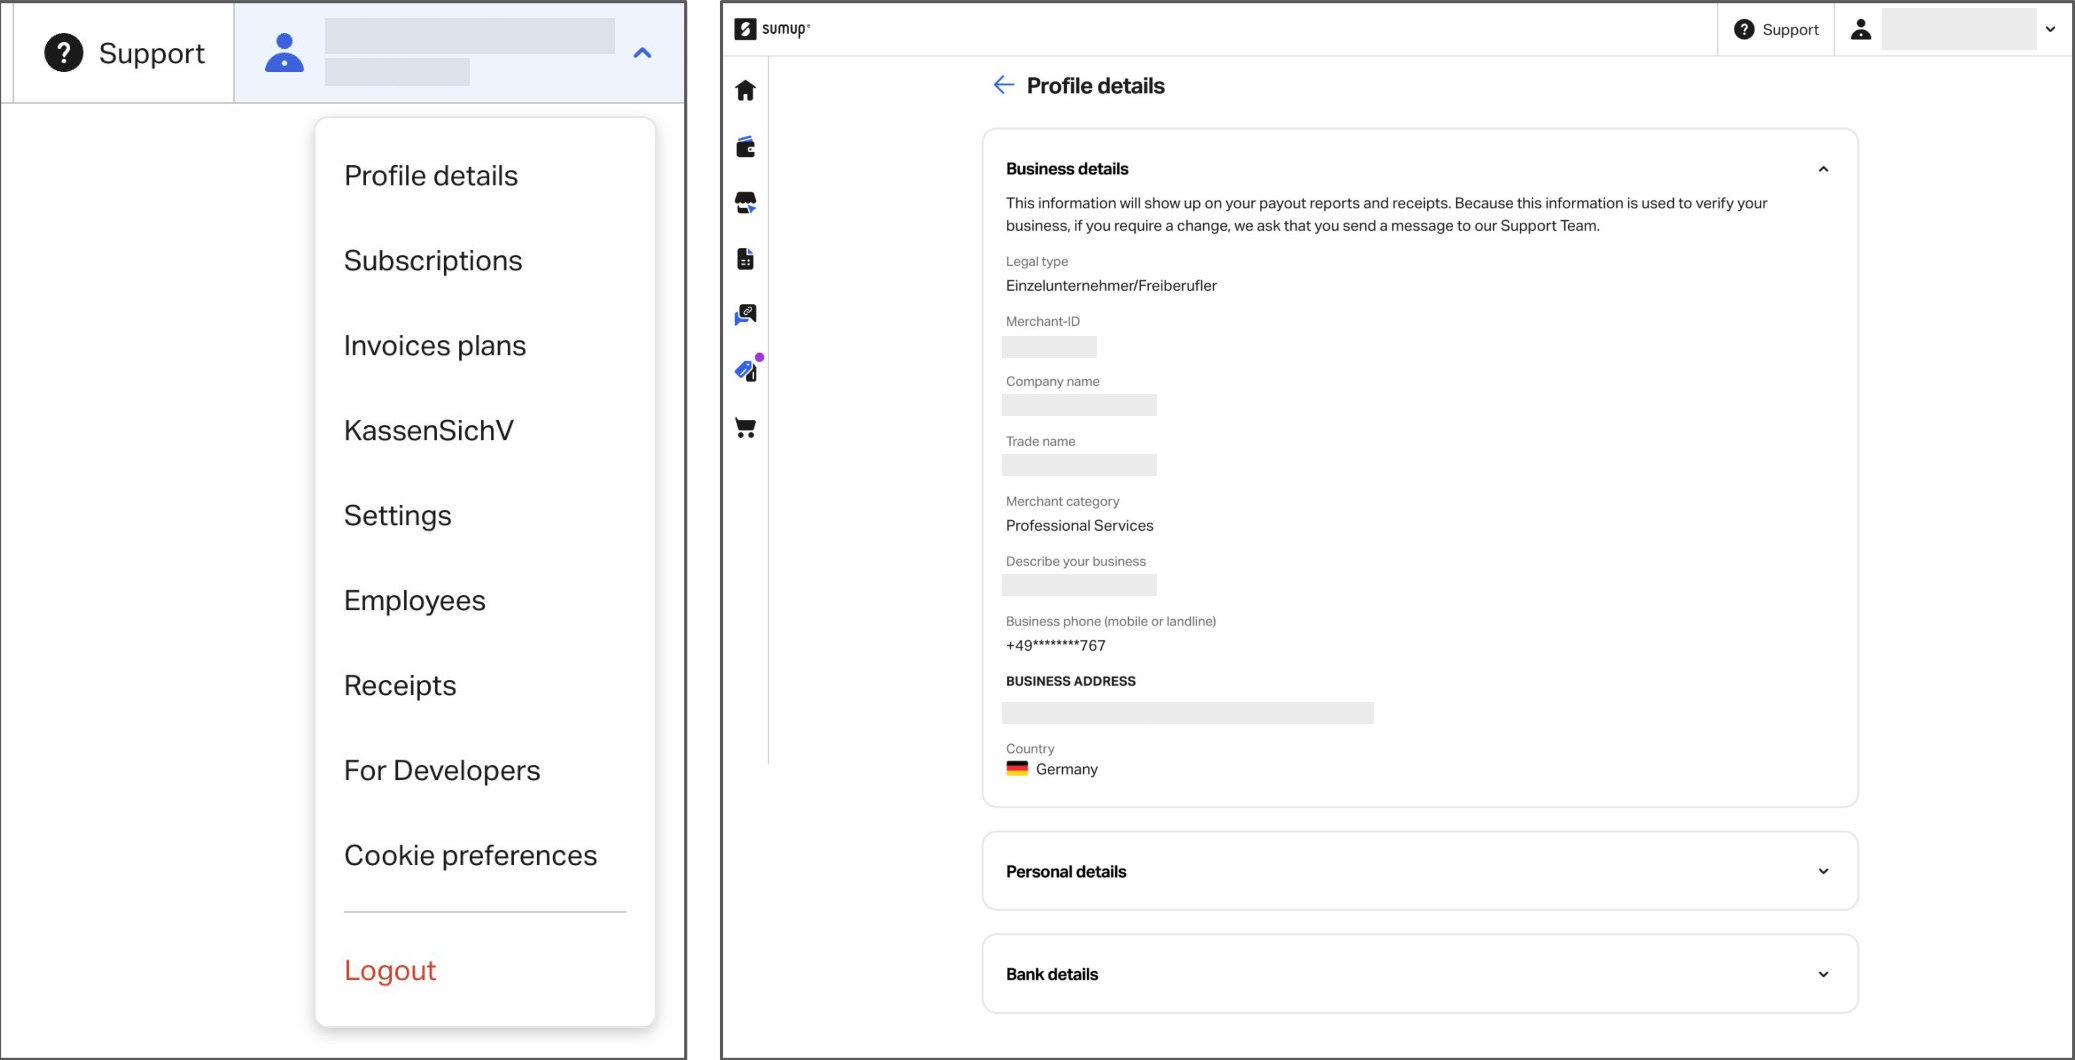 Support
Profile details
Subscriptions
Invoices plans
KassenSichV
Settings
Employees
Receipts
For Developers
Cookie preferences
Logout
sumup®
Support
Profile details
Business details
This information will show up on your payout reports and receipts. Because this information is used to verify your
business, if you require a change, we ask that you send a message to our Support Team.
Legal type
Einzelunternehmer/Freiberufler
Merchant-ID
Company name
Trade name
Merchant category
Professional Services
Describe your business
Business phone (mobile or landline)
+49********767
BUSINESS ADDRESS
Country
Germany
Personal details
Bank details